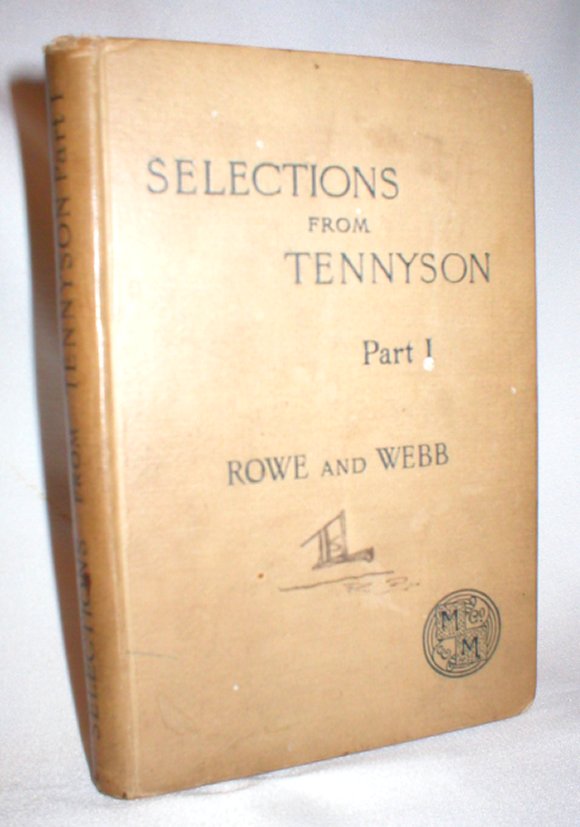 SELECTIONS
FROM
TENNYSON
Part I
ROWE AND WEBB
M
M
SELECTIONS FROM TENNYSON Part I